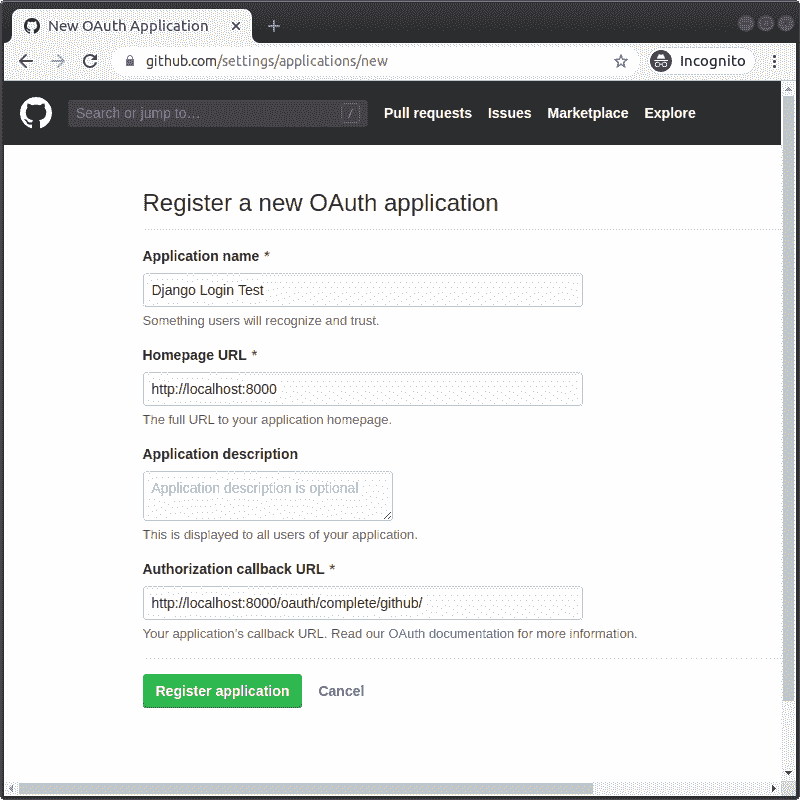 New OAuth Application
github.com/settings/applications/new
Incognito
Search or jump to…
/
Pull requests Issues Marketplace Explore
Register a new OAuth application
Application name *
Django Login Test
Something users will recognize and trust.
Homepage URL *
http://localhost:8000
The full URL to your application homepage.
Application description
Application description is optional
This is displayed to all users of your application.
Authorization callback URL *
http://localhost:8000/oauth/complete/github/
Your application's callback URL. Read our OAuth documentation for more information.
Register application Cancel